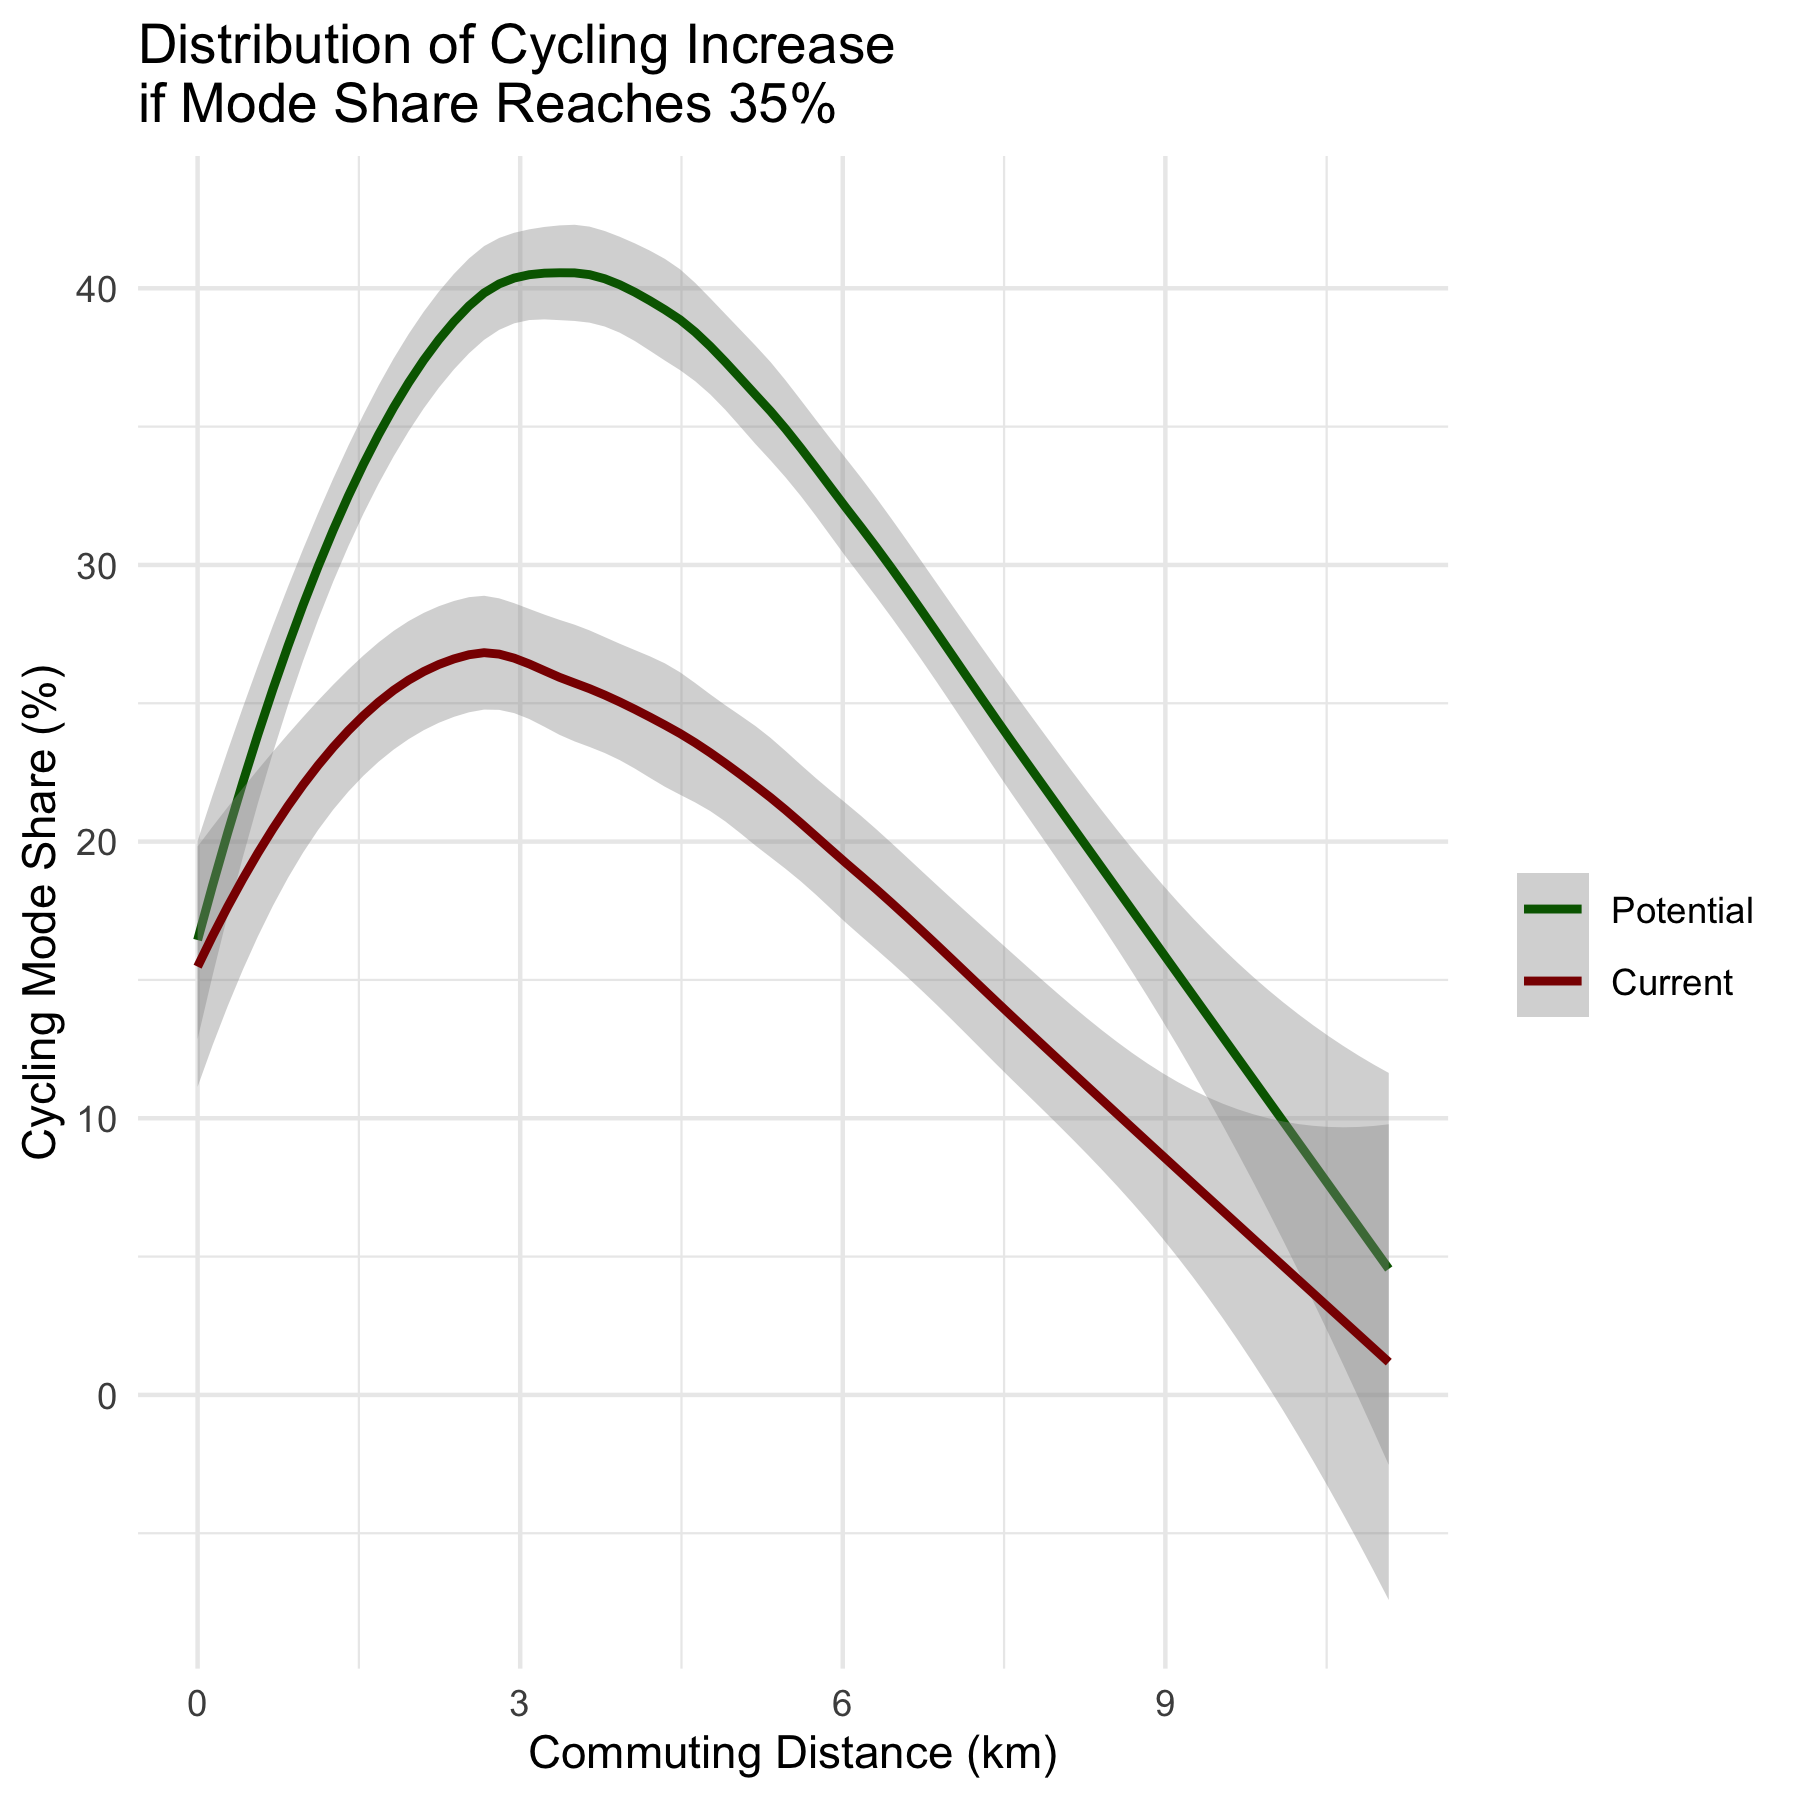 Distribution of Cycling Increase
if Mode Share Reaches 35%
Cycling Mode Share (%)
40
30
20
10
0
0 3 6 9
Commuting Distance (km)
Potential
Current